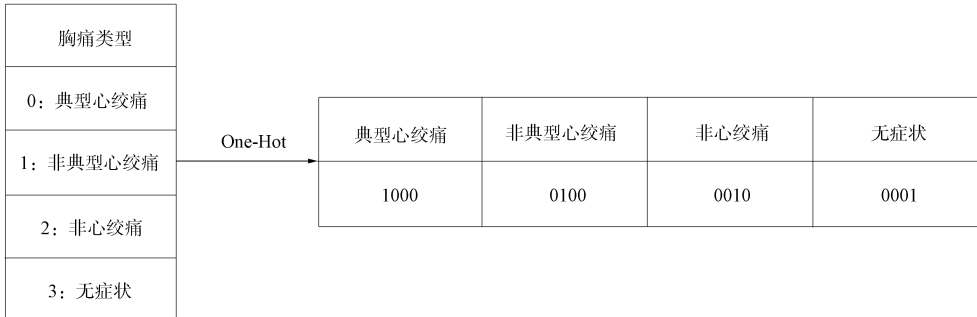 胸痛类型
0：典型心绞痛
1：非典型心绞痛
2：非心绞痛
3：无症状
One-Hot
典型心绞痛 非典型心绞痛 非心绞痛 无症状
1000 0100 0010 0001